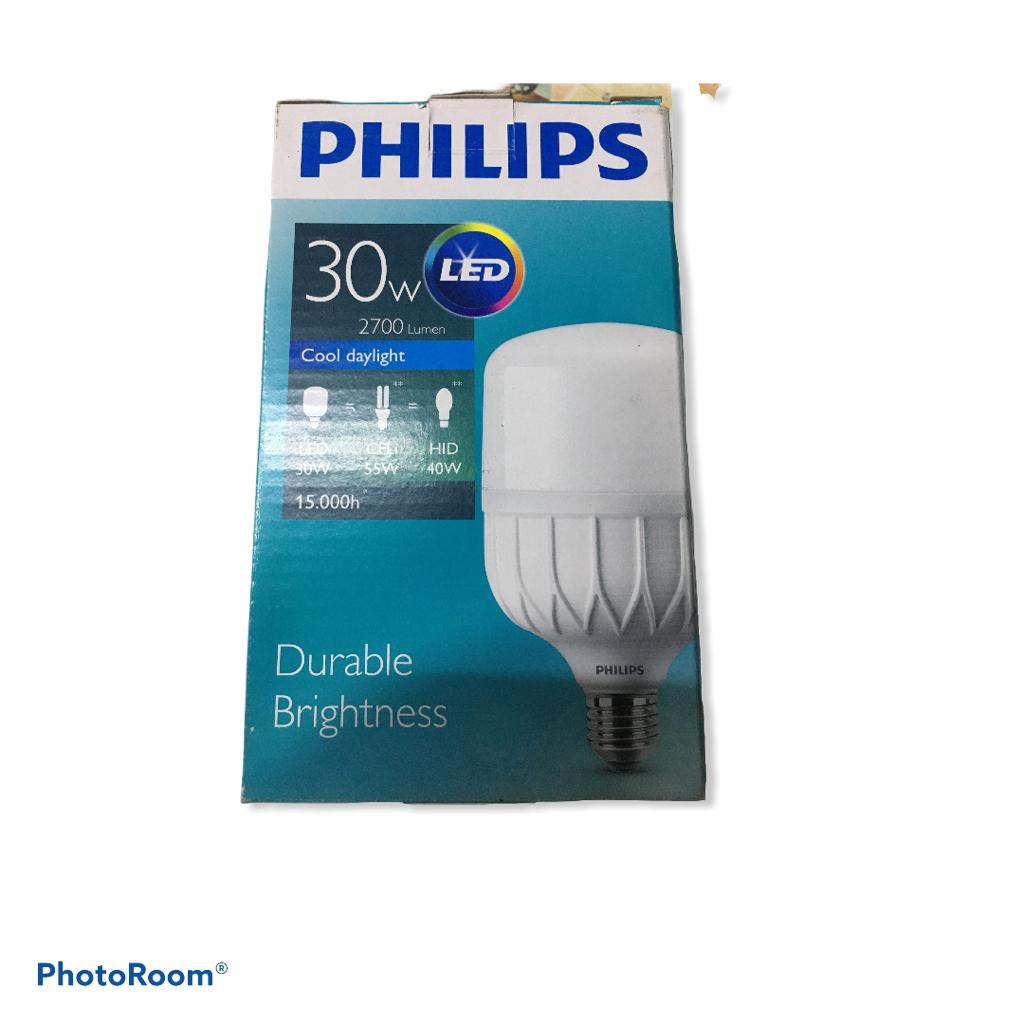 PHILIPS
30w
LED
2700 Lumen
Cool daylight
** **
= =
LED CFLi HID
30W 55W 40W
15.000h*
Durable
Brightness
PHILIPS
PhotoRoom®